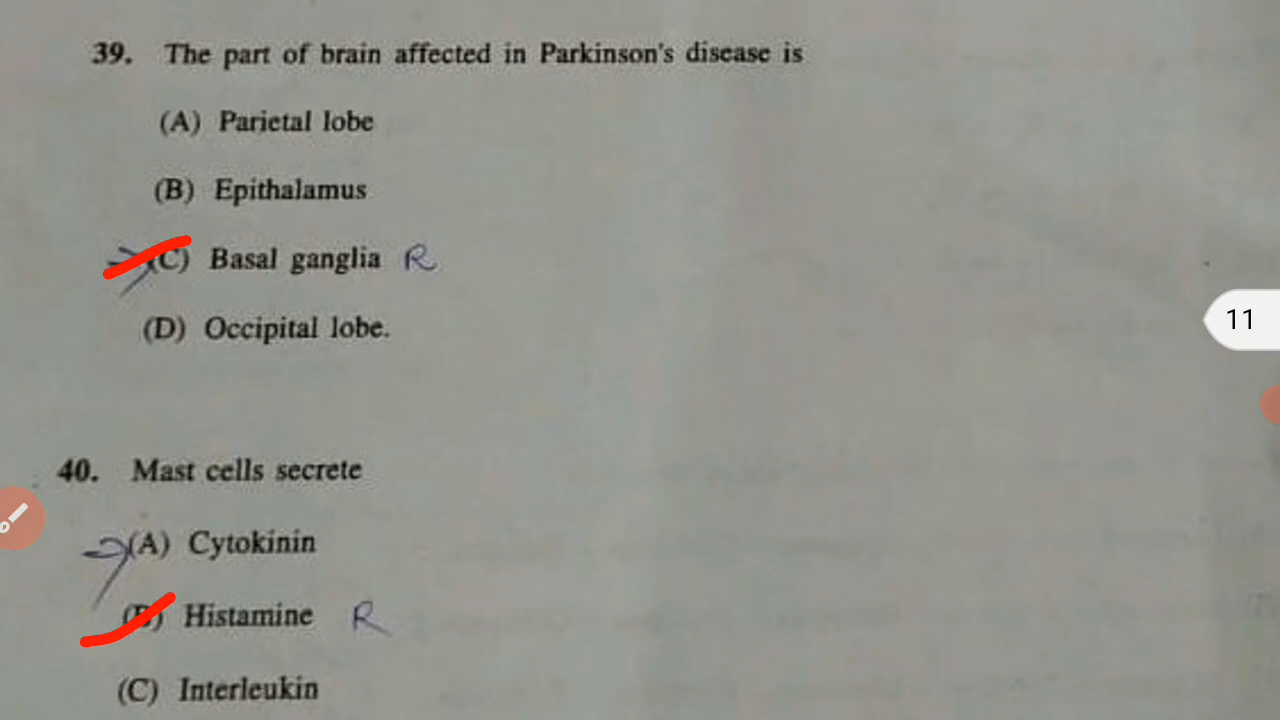 39. The part of brain affected in Parkinson's disease is
(A) Parietal lobe
(B) Epithalamus
(C) Basal ganglia R
(D) Occipital lobe.
11
40. Mast cells secrete
(A) Cytokinin
(B) Histamine R
(C) Interleukin